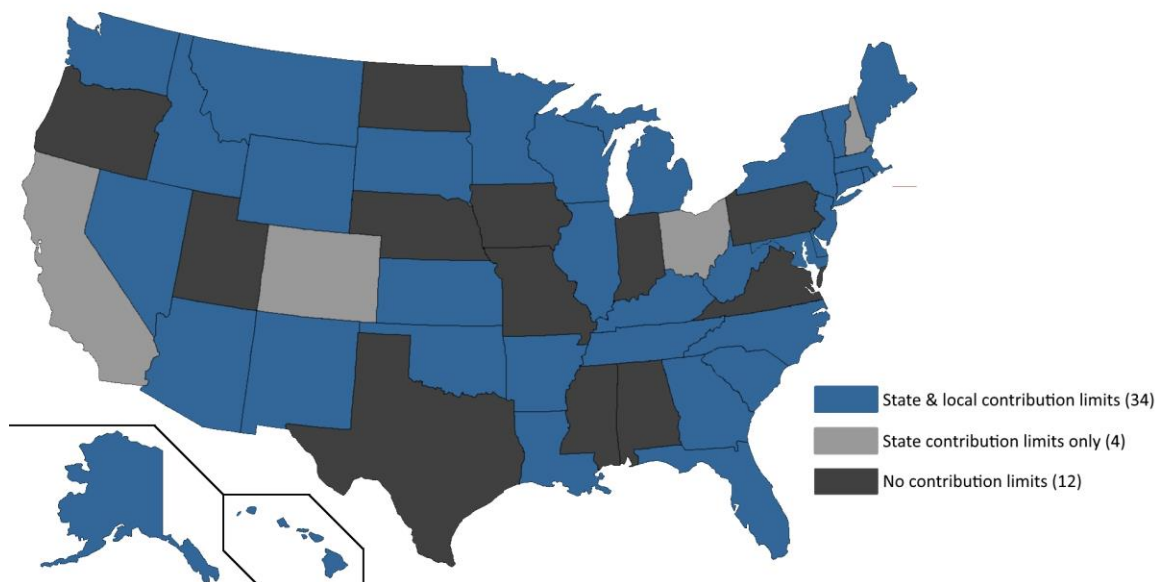 State & local contribution limits (34)
State contribution limits only (4)
No contribution limits (12)